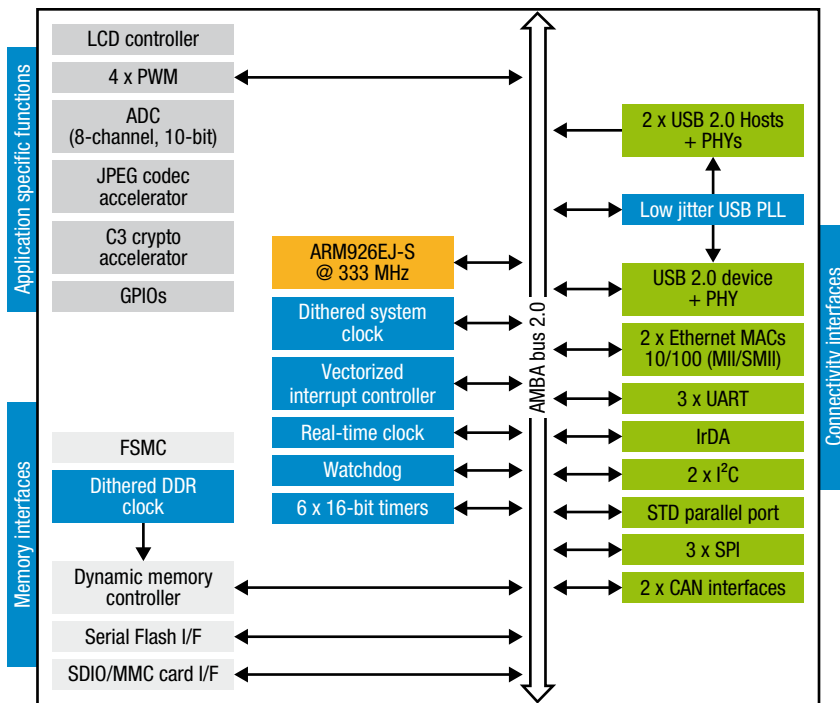 Application specific functions
LCD controller
4 x PWM
ADC
(8-channel, 10-bit)
JPEG codec
accelerator
C3 crypto
accelerator
GPIOs
Memory interfaces
FSMC
Dithered DDR
clock
Dynamic memory
controller
Serial Flash I/F
SDIO/MMC card I/F
ARM926EJ-S
@ 333 MHz
Dithered system
clock
Vectorized
interrupt controller
Real-time clock
Watchdog
6 x 16-bit timers
AMBA bus 2.0
2 x USB 2.0 Hosts
+ PHYs
Low jitter USB PLL
USB 2.0 device
+ PHY
2 x Ethernet MACs
10/100 (MII/SMII)
3 x UART
IrDA
2 x I²C
STD parallel port
3 x SPI
2 x CAN interfaces
Connectivity interfaces